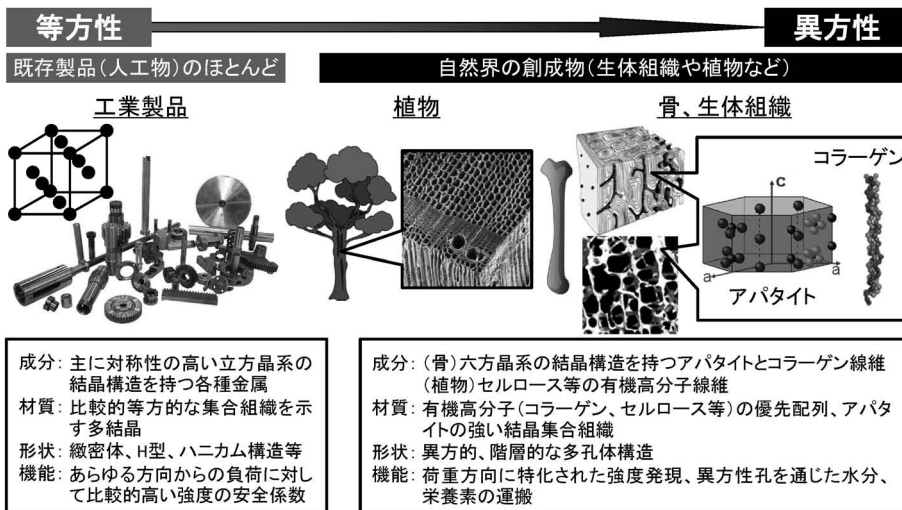 等方性
異方性
既存製品(人工物)のほとんど
自然界の創成物(生体組織や植物など)
工業製品
植物
骨、生体組織
コラーゲン
c
a
a
アパタイト
成分: 主に対称性の高い立方晶系の
結晶構造を持つ各種金属
材質: 比較的等方的な集合組織を示
す多結晶
形状: 緻密体、H型、ハニカム構造等
機能: あらゆる方向からの負荷に対し
て比較的高い強度の安全係数
成分: (骨)六方晶系の結晶構造を持つアパタイトとコラーゲン線維
(植物)セルロース等の有機高分子線維
材質: 有機高分子(コラーゲン、セルロース等)の優先配列、アパタ
イトの強い結晶集合組織
形状: 異方的、階層的な多孔体構造
機能: 荷重方向に特化された強度発現、異方性孔を通じた水分、
栄養素の運搬